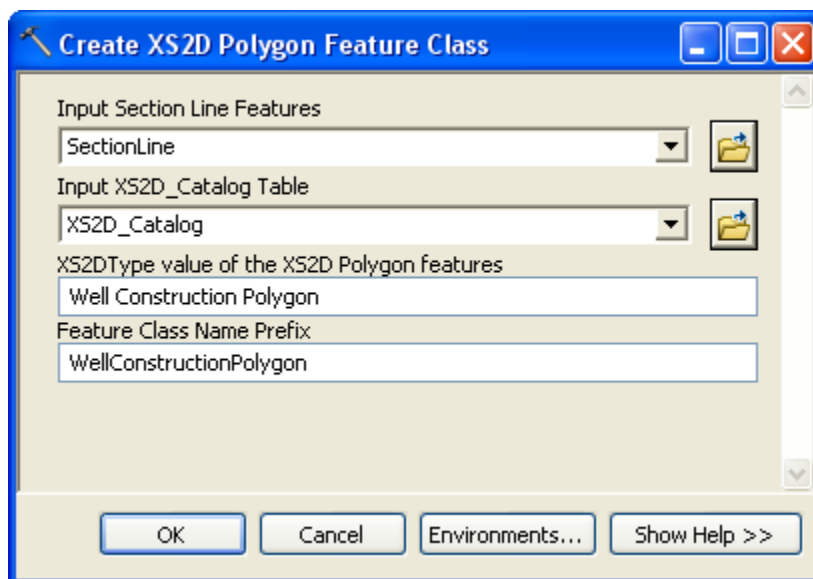 Create XS2D Polygon Feature Class
Input Section Line Features
SectionLine
Input XS2D_Catalog Table
XS2D_Catalog
XS2DType value of the XS2D Polygon features
Well Construction Polygon
Feature Class Name Prefix
WellConstructionPolygon
OK Cancel Environments... Show Help >>